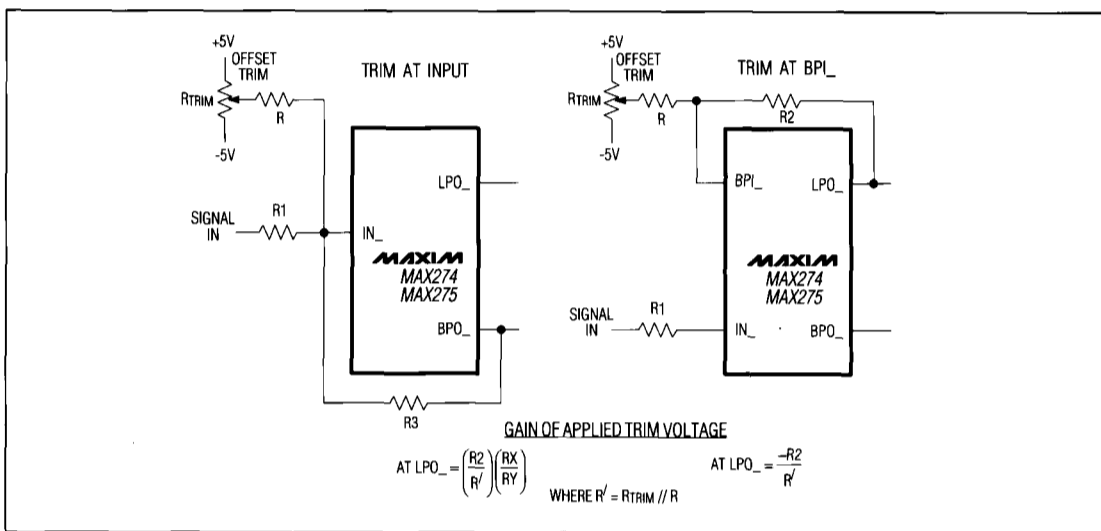 TRIM AT INPUT
+5V
OFFSET
TRIM
RTRIM
R
-5V
SIGNAL
IN
R1
IN_
LPO_
MAXIM
MAX274
MAX275
BPO_
R3
TRIM AT BPI_
+5V
OFFSET
TRIM
RTRIM
R
R2
-5V
BPI_
LPO_
MAXIM
MAX274
MAX275
SIGNAL
IN
R1
IN_
BPO_
GAIN OF APPLIED TRIM VOLTAGE
AT LPO_ = (R2/R′)(RX/RY)
AT LPO_ = -R2/R′
WHERE R′ = RTRIM // R